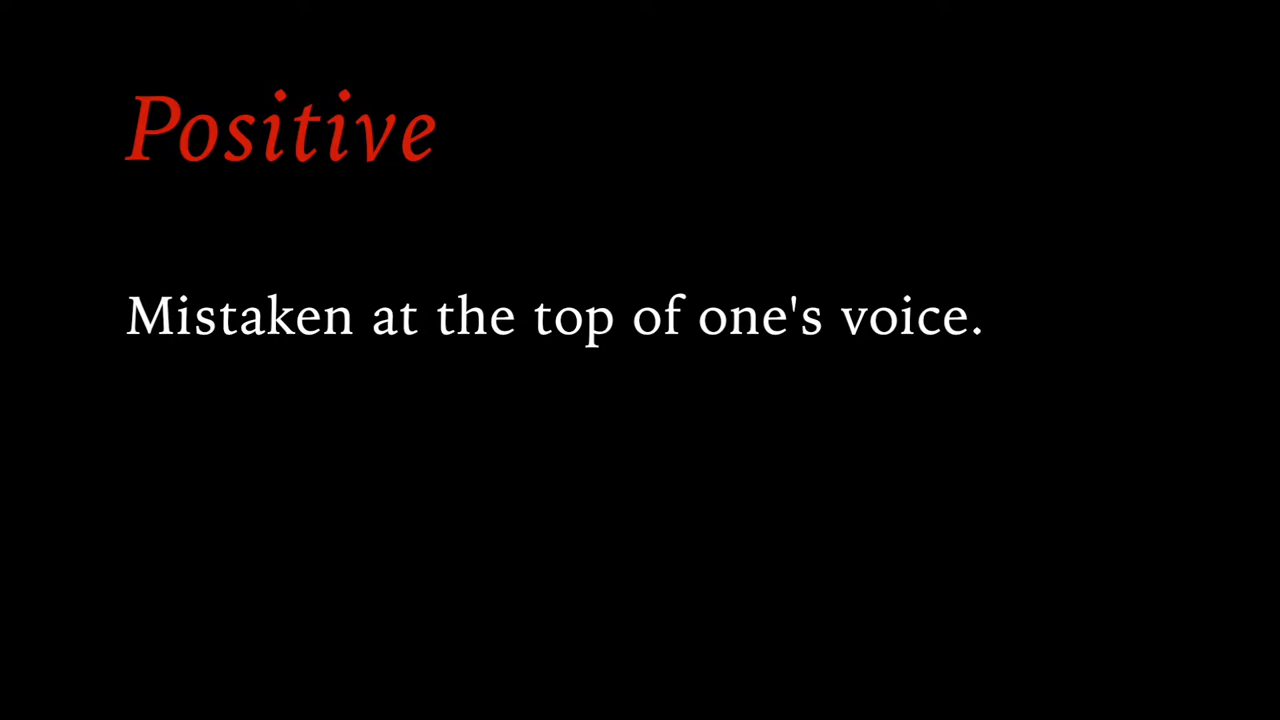 Positive
Mistaken at the top of one's voice.